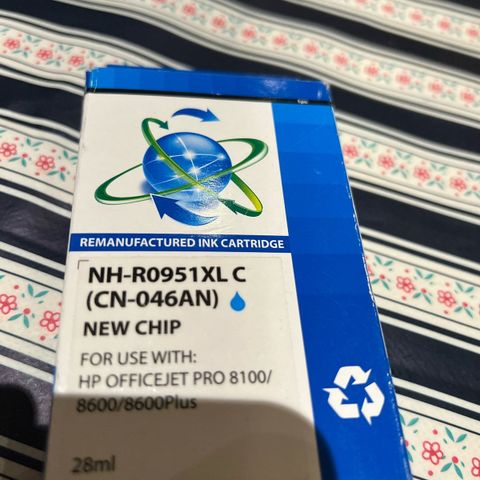 REMANUFACTURED INK CARTRIDGE
NH-R0951XL C
(CN-046AN)
NEW CHIP
FOR USE WITH:
HP OFFICEJET PRO 8100/
8600/8600Plus
28ml